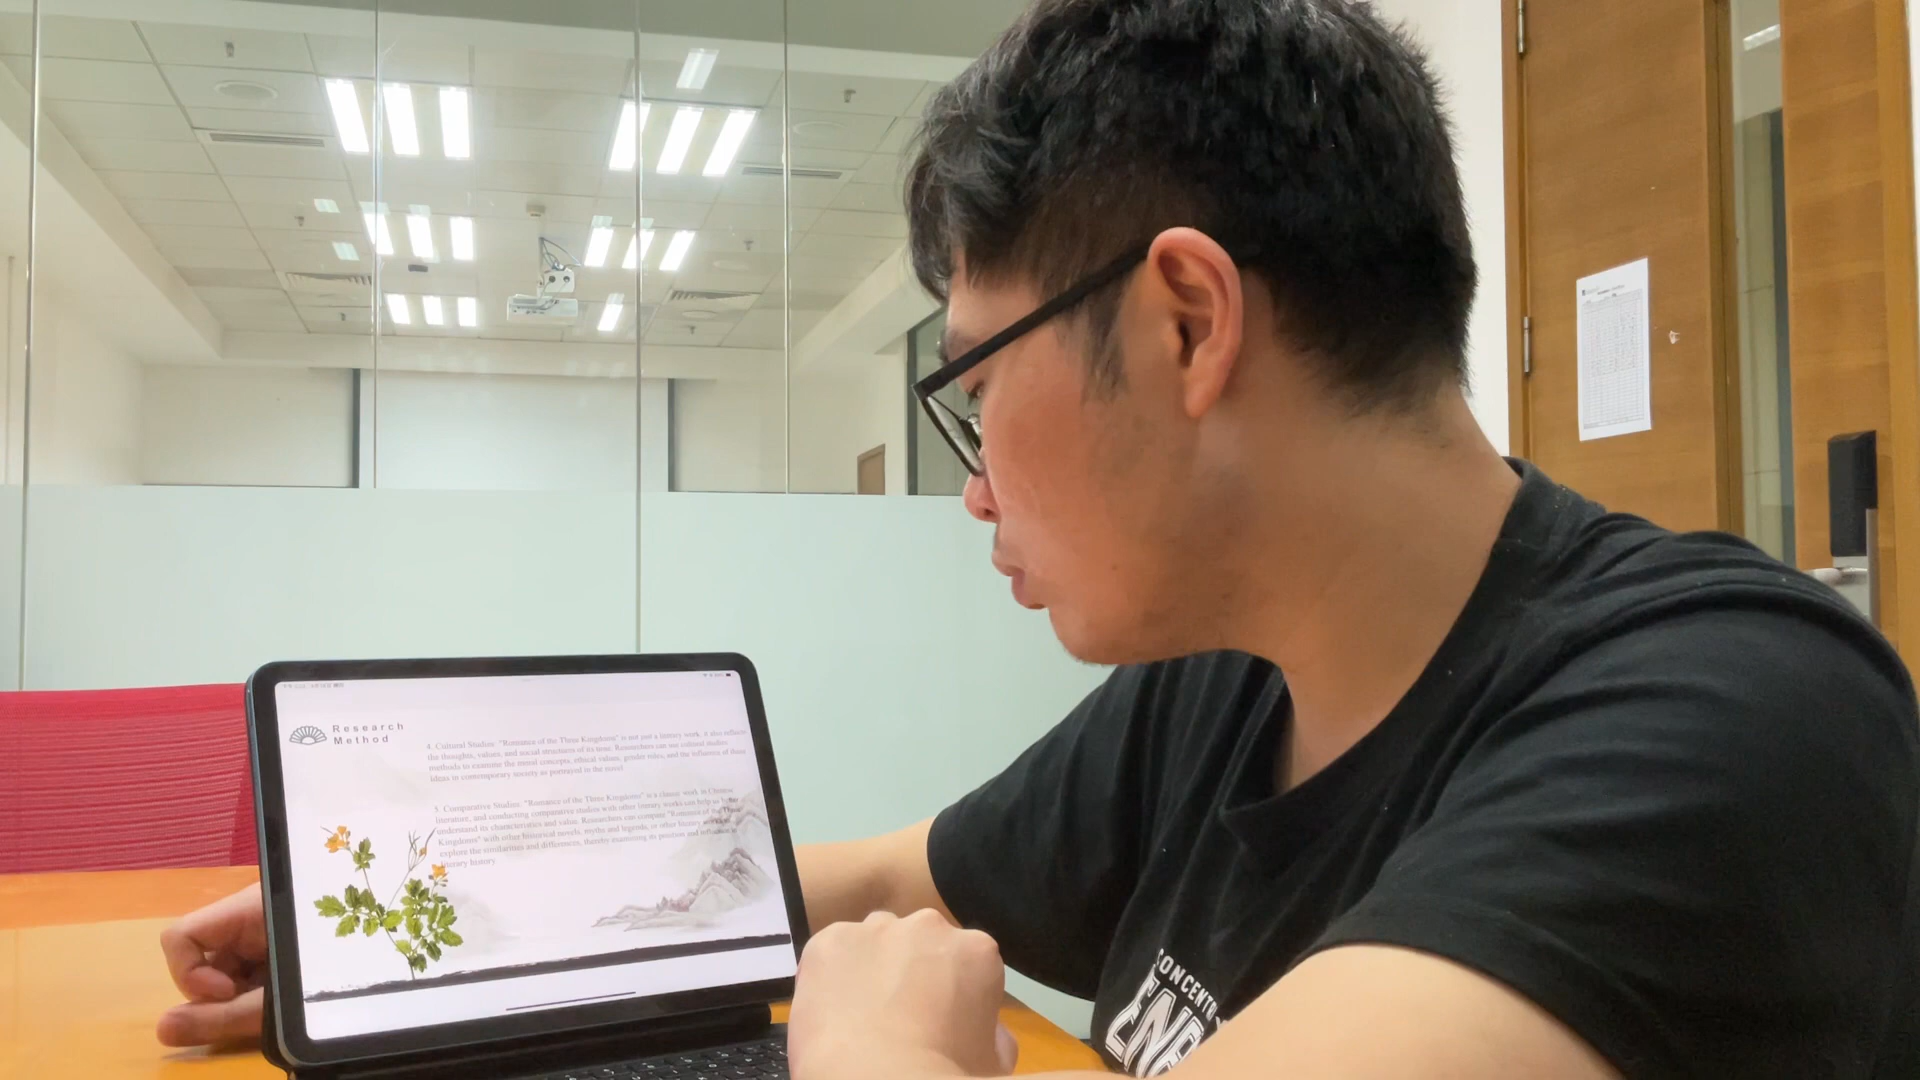 Research
Method
4. Cultural Studies: "Romance of the Three Kingdoms" is not just a literary work, it also reflects
the thoughts, values, and social structures of its time. Researchers can use cultural studies
methods to examine the moral concepts, ethical values, gender roles, and the influence of these
ideas in contemporary society as portrayed in the novel.
5. Comparative Studies: "Romance of the Three Kingdoms" is a classic work in Chinese
literature, and conducting comparative studies with other literary works can help us better
understand its characteristics and value. Researchers can compare "Romance of the Three
Kingdoms" with other historical novels, myths and legends, or other literary works to
explore the similarities and differences, thereby examining its position and influence in
literary history.
CONCENTO